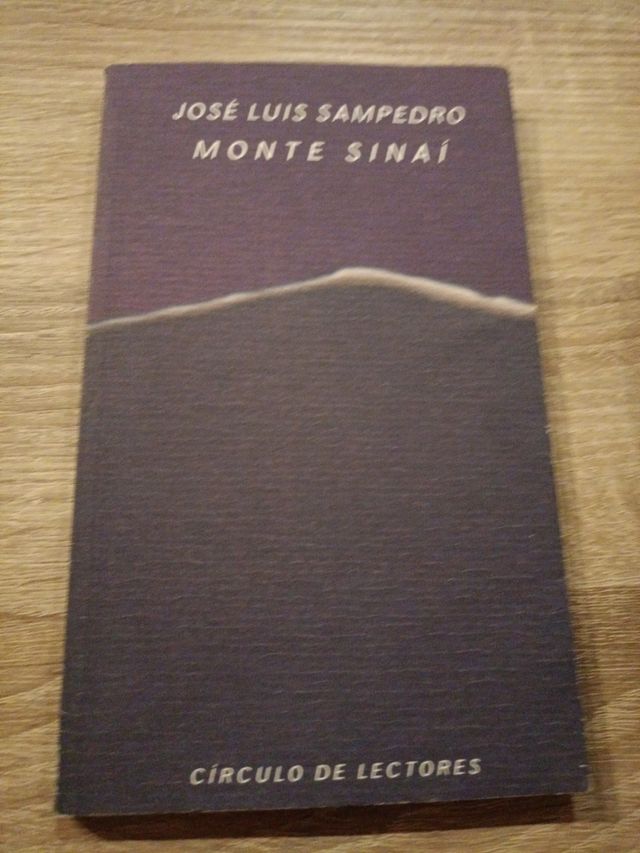 JOSÉ LUIS SAMPEDRO
MONTE SINAÍ
CÍRCULO DE LECTORES